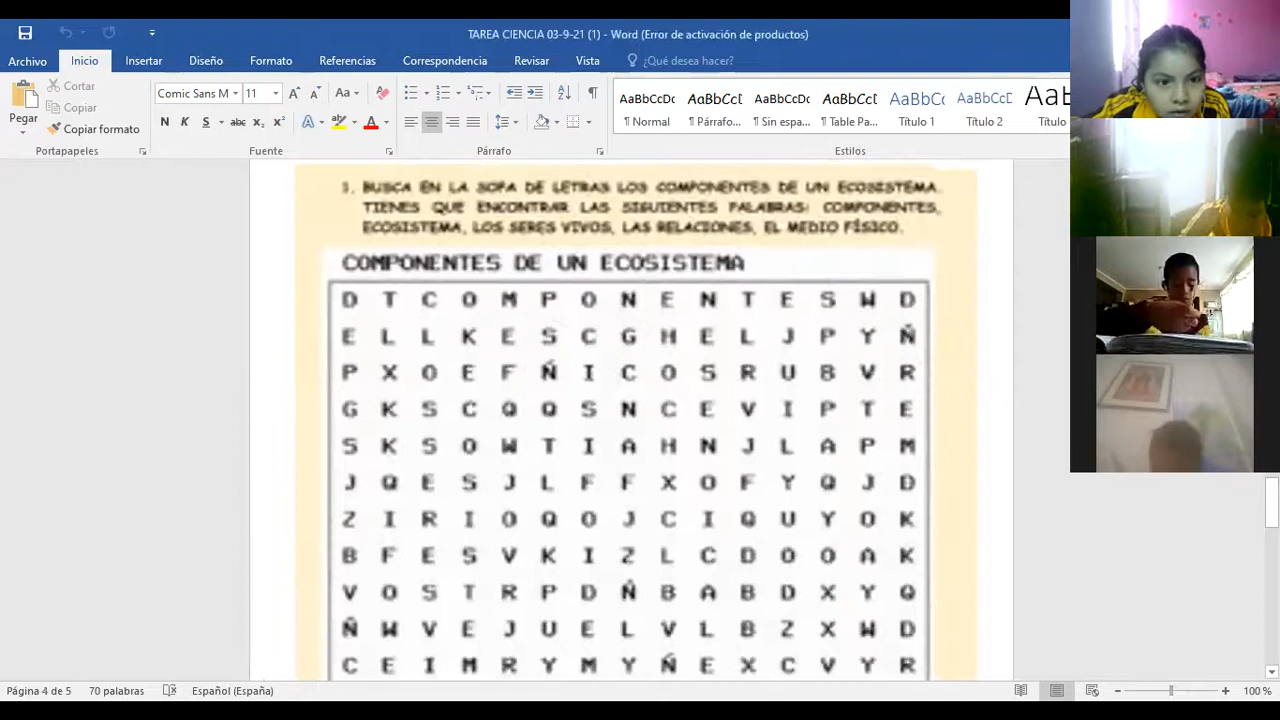 TAREA CIENCIA 03-9-21 (1) - Word (Error de activación de productos)
Archivo Inicio Insertar Diseño Formato Referencias Correspondencia Revisar Vista ¿Qué desea hacer?
Pegar
Cortar
Copiar
Copiar formato
Portapapeles
Comic Sans M 11
N K S abc x₂ x²
Fuente
Párrafo
AaBbCcDc AaBbCcI AaBbCcDc AaBbCcI AaBbCc AaBbCcD AaB
¶ Normal ¶ Párrafo... ¶ Sin espa... ¶ Table Pa... Título 1 Título 2 Título
Estilos
1. BUSCA EN LA SOPA DE LETRAS LOS COMPONENTES DE UN ECOSISTEMA.
TIENES QUE ENCONTRAR LAS SIGUIENTES PALABRAS: COMPONENTES,
ECOSISTEMA, LOS SERES VIVOS, LAS RELACIONES, EL MEDIO FÍSICO.
COMPONENTES DE UN ECOSISTEMA
D T C O M P O N E N T E S W D
E L L K E S C G H E L J P Y Ñ
P X O E F Ñ I C O S R U B V R
G K S C Q Q S N C E V I P T E
S K S O W T I A H N J L A P M
J Q E S J L F F X O F Y Q J D
Z I R I O Q O J C I Q U Y O K
B F E S V K I Z L C D O O A K
V O S T R P D Ñ B A B D X Y Q
Ñ W V E J U E L V L B Z X W D
C E I M R Y M Y Ñ E X C V Y R
Página 4 de 5 70 palabras Español (España) 100 %